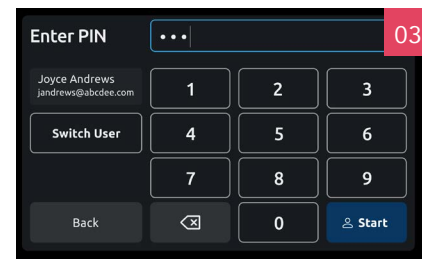 Enter PIN
•••
03
Joyce Andrews
jandrews@abcdee.com
1 2 3
Switch User
4 5 6
7 8 9
Back
0
Start